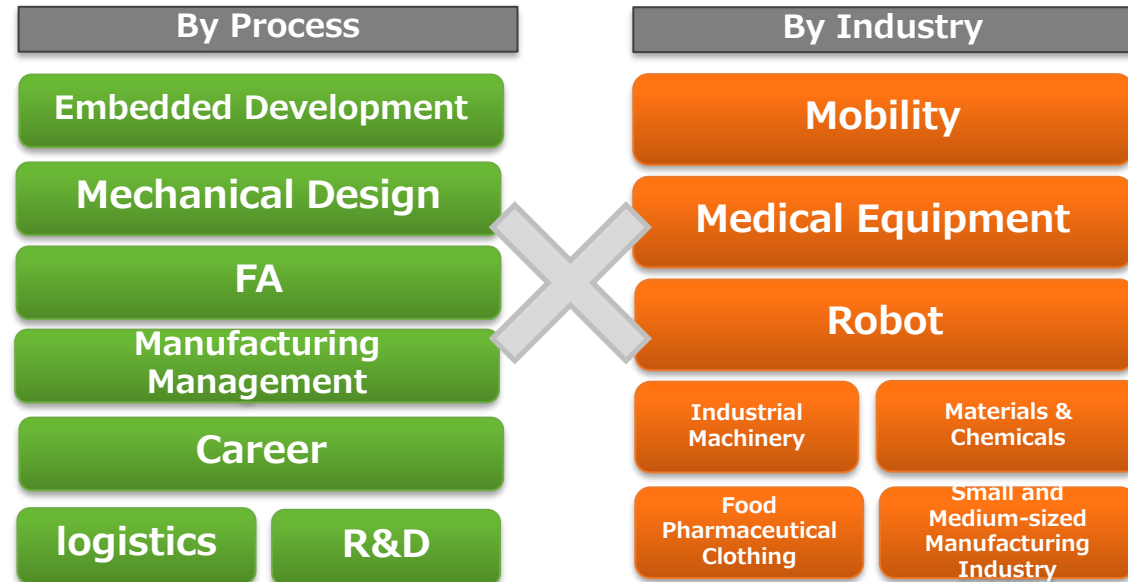 By Process
Embedded Development
Mechanical Design
FA
Manufacturing
Management
Career
logistics
R&D
By Industry
Mobility
Medical Equipment
Robot
Industrial
Machinery
Materials &
Chemicals
Food
Pharmaceutical
Clothing
Small and
Medium-sized
Manufacturing
Industry